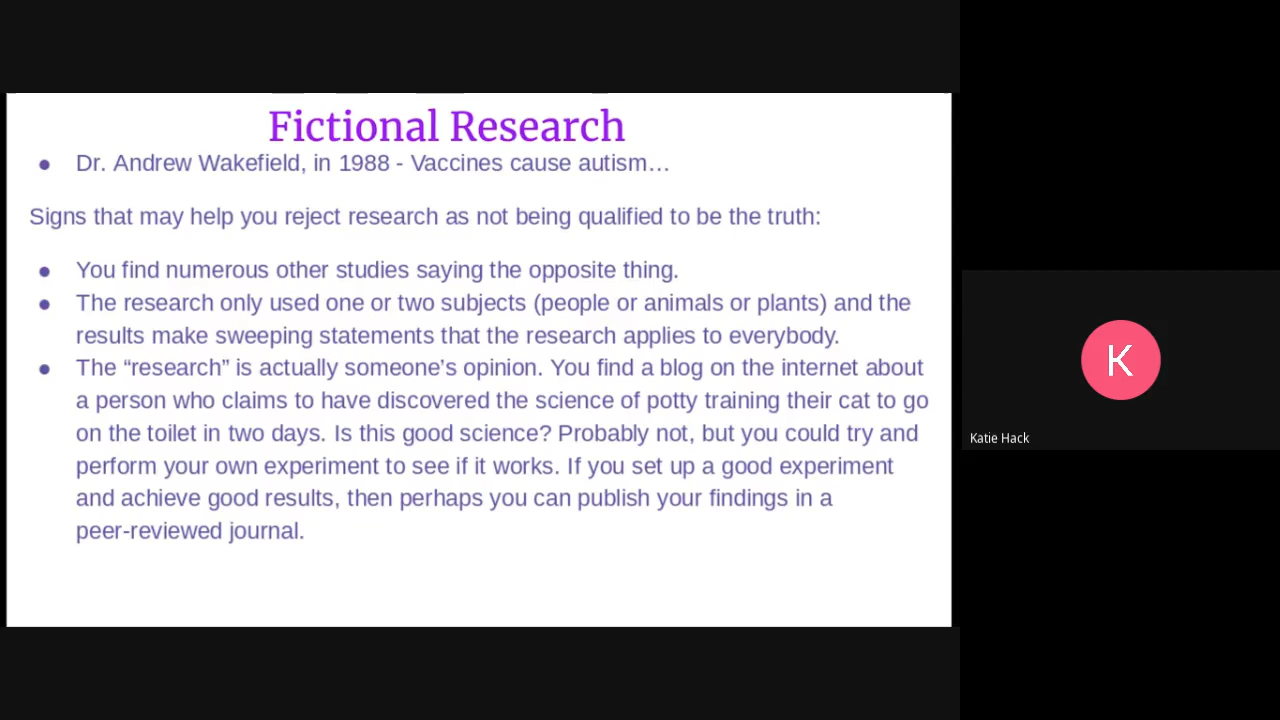 Fictional Research
● Dr. Andrew Wakefield, in 1988 - Vaccines cause autism…
Signs that may help you reject research as not being qualified to be the truth:
● You find numerous other studies saying the opposite thing.
● The research only used one or two subjects (people or animals or plants) and the
results make sweeping statements that the research applies to everybody.
● The “research” is actually someone’s opinion. You find a blog on the internet about
a person who claims to have discovered the science of potty training their cat to go
on the toilet in two days. Is this good science? Probably not, but you could try and
perform your own experiment to see if it works. If you set up a good experiment
and achieve good results, then perhaps you can publish your findings in a
peer-reviewed journal.
K
Katie Hack